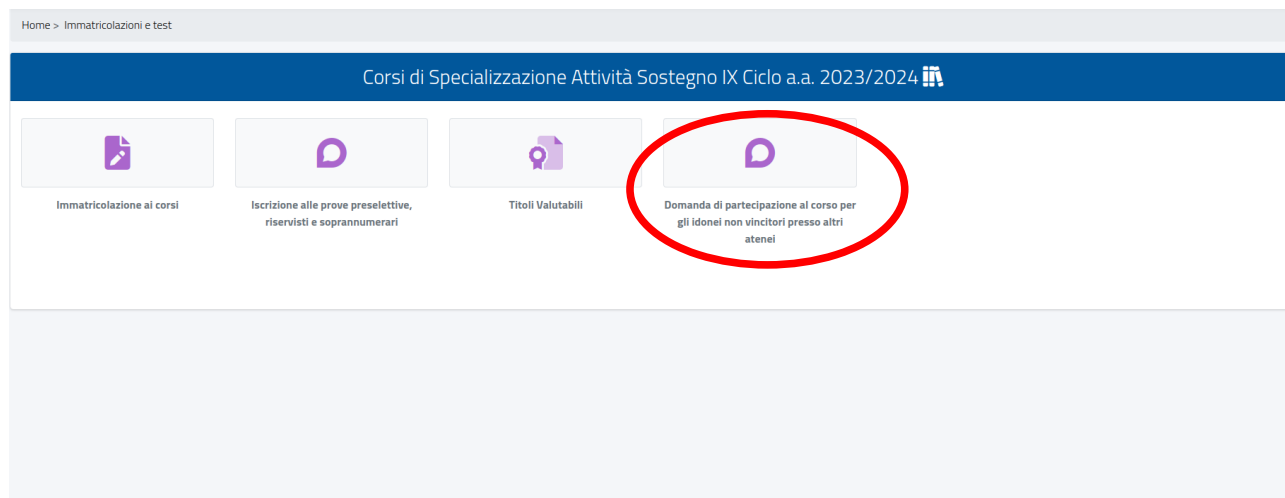 Home > Immatricolazioni e test
Corsi di Specializzazione Attività Sostegno IX Ciclo a.a. 2023/2024
Immatricolazione ai corsi
Iscrizione alle prove preselettive,
riservisti e soprannumerari
Titoli Valutabili
Domanda di partecipazione al corso per
gli idonei non vincitori presso altri
atenei